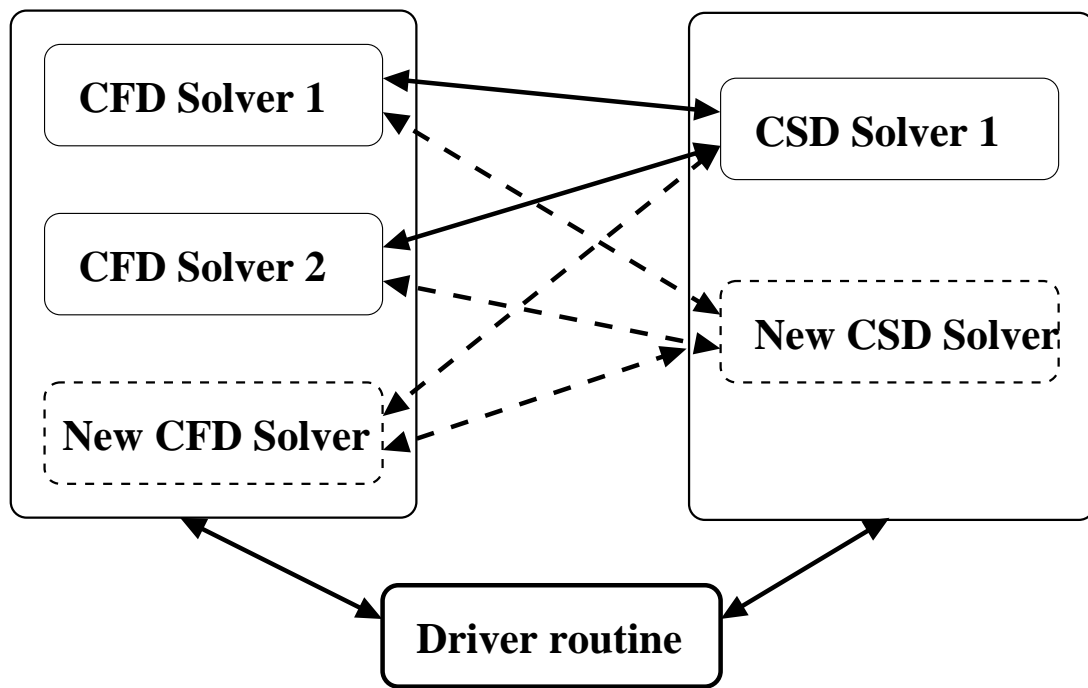 CFD Solver 1
CFD Solver 2
New CFD Solver
CSD Solver 1
New CSD Solver
Driver routine